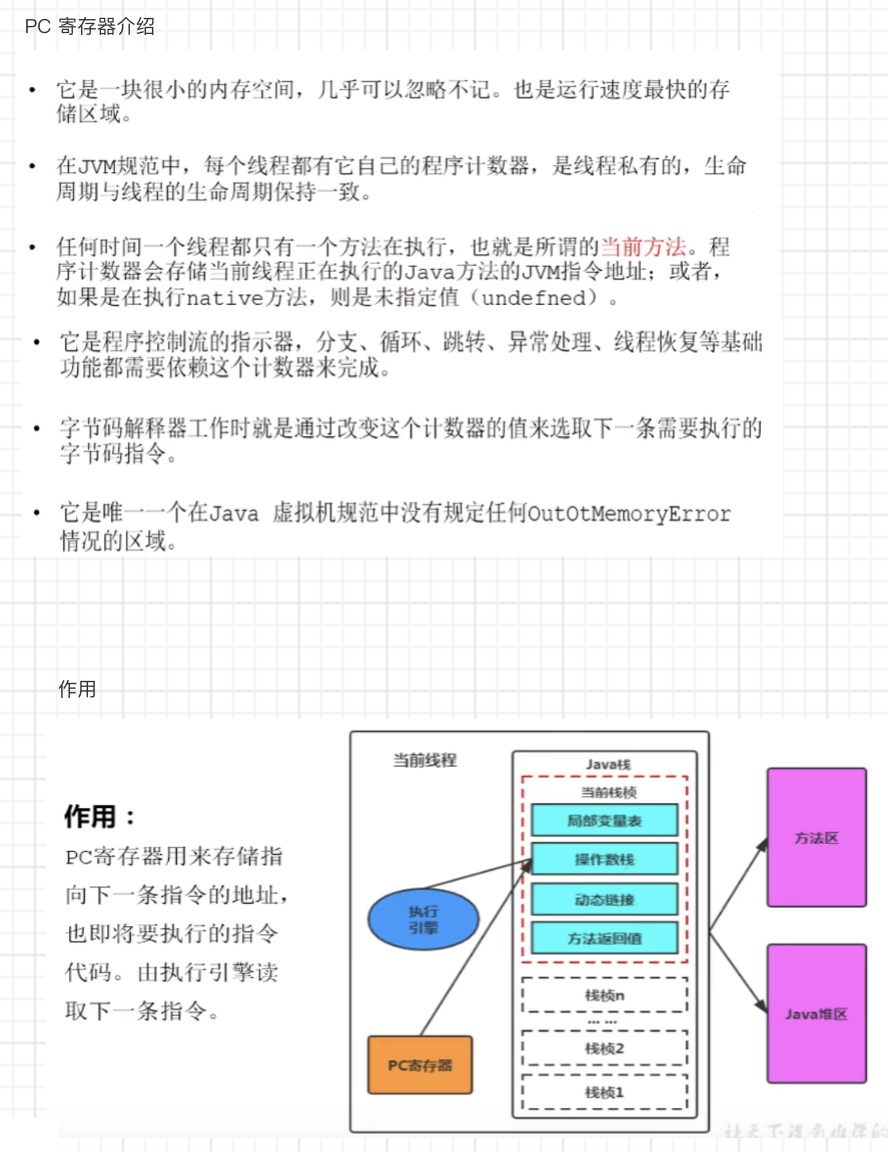 PC 寄存器介绍
• 它是一块很小的内存空间，几乎可以忽略不记。也是运行速度最快的存
储区域。
• 在JVM规范中，每个线程都有它自己的程序计数器，是线程私有的，生命
周期与线程的生命周期保持一致。
• 任何时间一个线程都只有一个方法在执行，也就是所谓的当前方法。程
序计数器会存储当前线程正在执行的Java方法的JVM指令地址；或者，
如果是在执行native方法，则是未指定值（undefned）。
• 它是程序控制流的指示器，分支、循环、跳转、异常处理、线程恢复等基础
功能都需要依赖这个计数器来完成。
• 字节码解释器工作时就是通过改变这个计数器的值来选取下一条需要执行的
字节码指令。
• 它是唯一一个在Java 虚拟机规范中没有规定任何OutOtMemoryError
情况的区域。
作用
作用：
PC寄存器用来存储指
向下一条指令的地址，
也即将要执行的指令
代码。由执行引擎读
取下一条指令。
当前线程
Java栈
当前栈桢
局部变量表
操作数栈
动态链接
方法返回值
栈桢n
... ...
栈桢2
栈桢1
执行
引擎
PC寄存器
方法区
Java堆区
让天下没有难学的